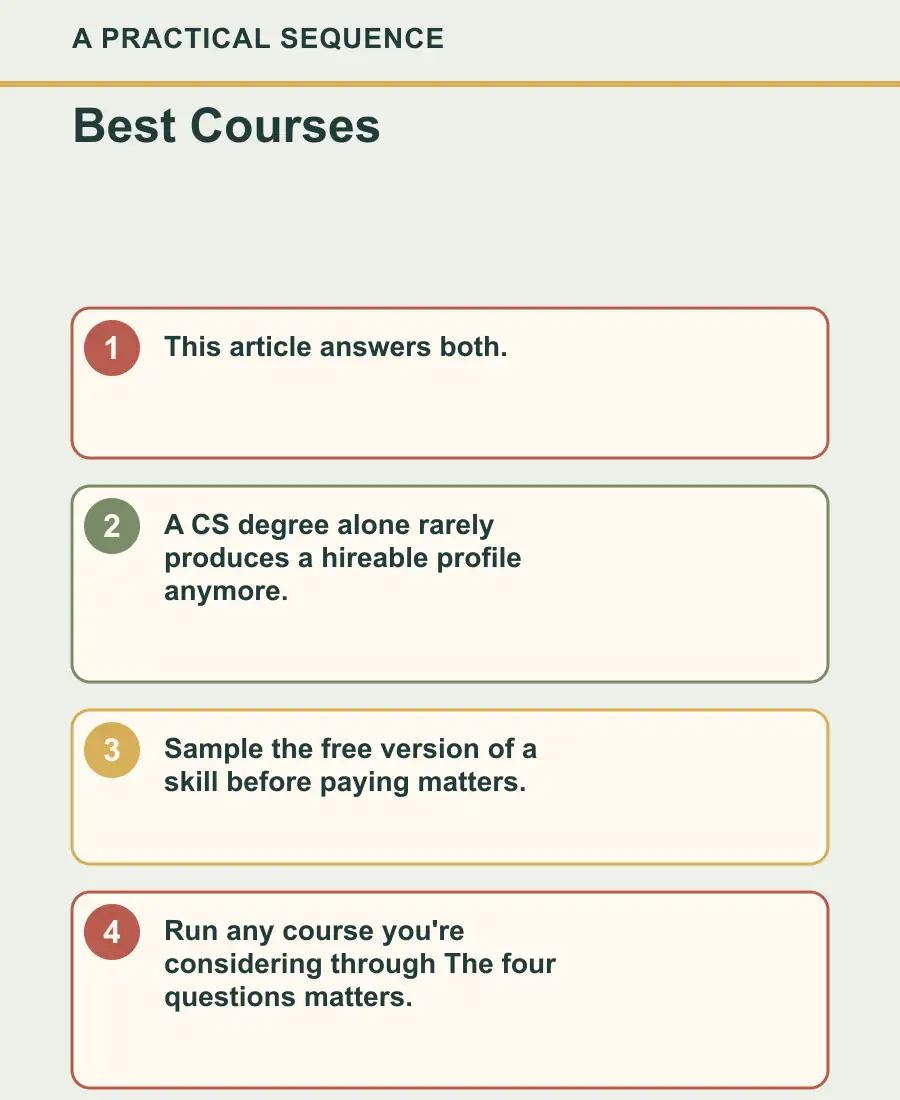 A PRACTICAL SEQUENCE
Best Courses
1
This article answers both.
2
A CS degree alone rarely
produces a hireable profile
anymore.
3
Sample the free version of a
skill before paying matters.
4
Run any course you're
considering through The four
questions matters.